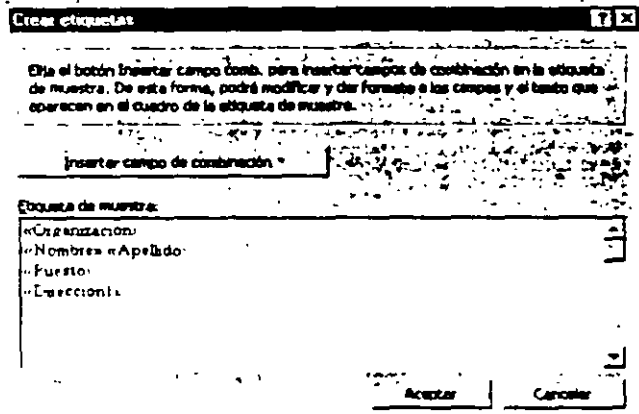 Crear etiquetas
Elija el botón Insertar campo comb. para insertar campos de combinación en la etiqueta
de muestra. De esta forma, podrá modificar y dar formato a los campos y el texto que
aparecen en el cuadro de la etiqueta de muestra.
Insertar campo de combinación
Etiqueta de muestra:
«Organización»
«Nombre» «Apellido»
«Puesto»
«Dirección1»
Aceptar Cancelar